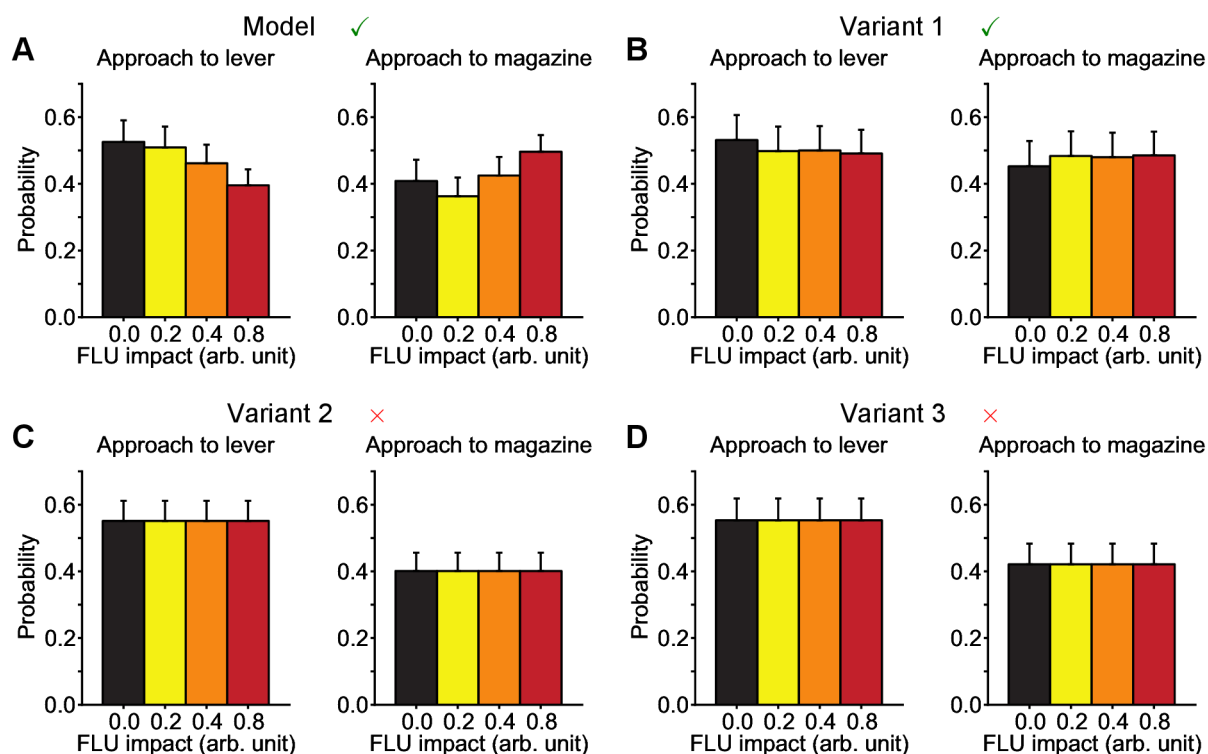 Model ✓
A
Approach to lever
Approach to magazine
Probability
0.6
0.4
0.2
0.0
0.6
0.4
0.2
0.0
0.0 0.2 0.4 0.8
FLU impact (arb. unit)
0.0 0.2 0.4 0.8
FLU impact (arb. unit)
Variant 1 ✓
B
Approach to lever
Approach to magazine
Probability
0.6
0.4
0.2
0.0
0.6
0.4
0.2
0.0
0.0 0.2 0.4 0.8
FLU impact (arb. unit)
0.0 0.2 0.4 0.8
FLU impact (arb. unit)
Variant 2 ×
C
Approach to lever
Approach to magazine
Probability
0.6
0.4
0.2
0.0
0.6
0.4
0.2
0.0
0.0 0.2 0.4 0.8
FLU impact (arb. unit)
0.0 0.2 0.4 0.8
FLU impact (arb. unit)
Variant 3 ×
D
Approach to lever
Approach to magazine
Probability
0.6
0.4
0.2
0.0
0.6
0.4
0.2
0.0
0.0 0.2 0.4 0.8
FLU impact (arb. unit)
0.0 0.2 0.4 0.8
FLU impact (arb. unit)